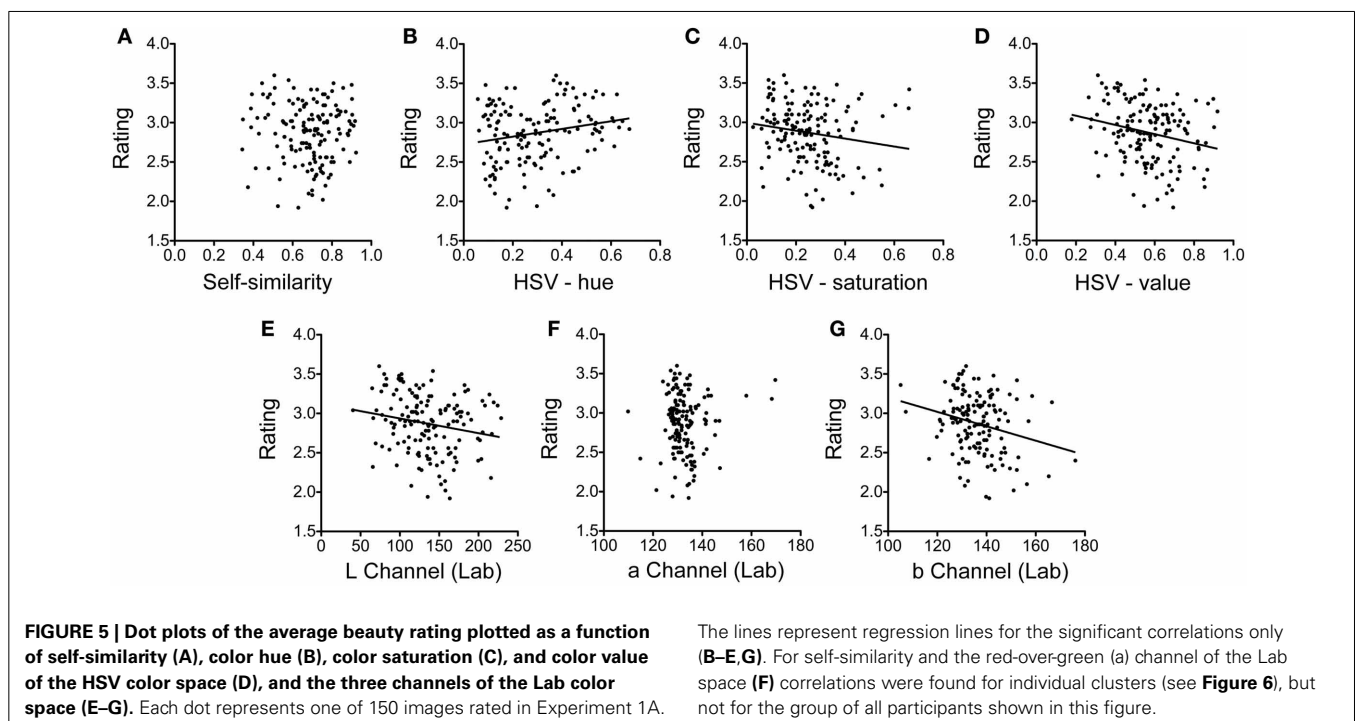 A
B
C
D
4.0
3.5
3.0
2.5
2.0
1.5
Rating
0.0 0.2 0.4 0.6 0.8 1.0
Self-similarity
4.0
3.5
3.0
2.5
2.0
1.5
Rating
0.0 0.2 0.4 0.6 0.8
HSV - hue
4.0
3.5
3.0
2.5
2.0
1.5
Rating
0.0 0.2 0.4 0.6 0.8
HSV - saturation
4.0
3.5
3.0
2.5
2.0
1.5
Rating
0.0 0.2 0.4 0.6 0.8 1.0
HSV - value
E
F
G
4.0
3.5
3.0
2.5
2.0
1.5
Rating
0 50 100 150 200 250
L Channel (Lab)
4.0
3.5
3.0
2.5
2.0
1.5
Rating
100 120 140 160 180
a Channel (Lab)
4.0
3.5
3.0
2.5
2.0
1.5
Rating
100 120 140 160 180
b Channel (Lab)
FIGURE 5 | Dot plots of the average beauty rating plotted as a function
of self-similarity (A), color hue (B), color saturation (C), and color value
of the HSV color space (D), and the three channels of the Lab color
space (E–G). Each dot represents one of 150 images rated in Experiment 1A.
The lines represent regression lines for the significant correlations only
(B–E,G). For self-similarity and the red-over-green (a) channel of the Lab
space (F) correlations were found for individual clusters (see Figure 6), but
not for the group of all participants shown in this figure.